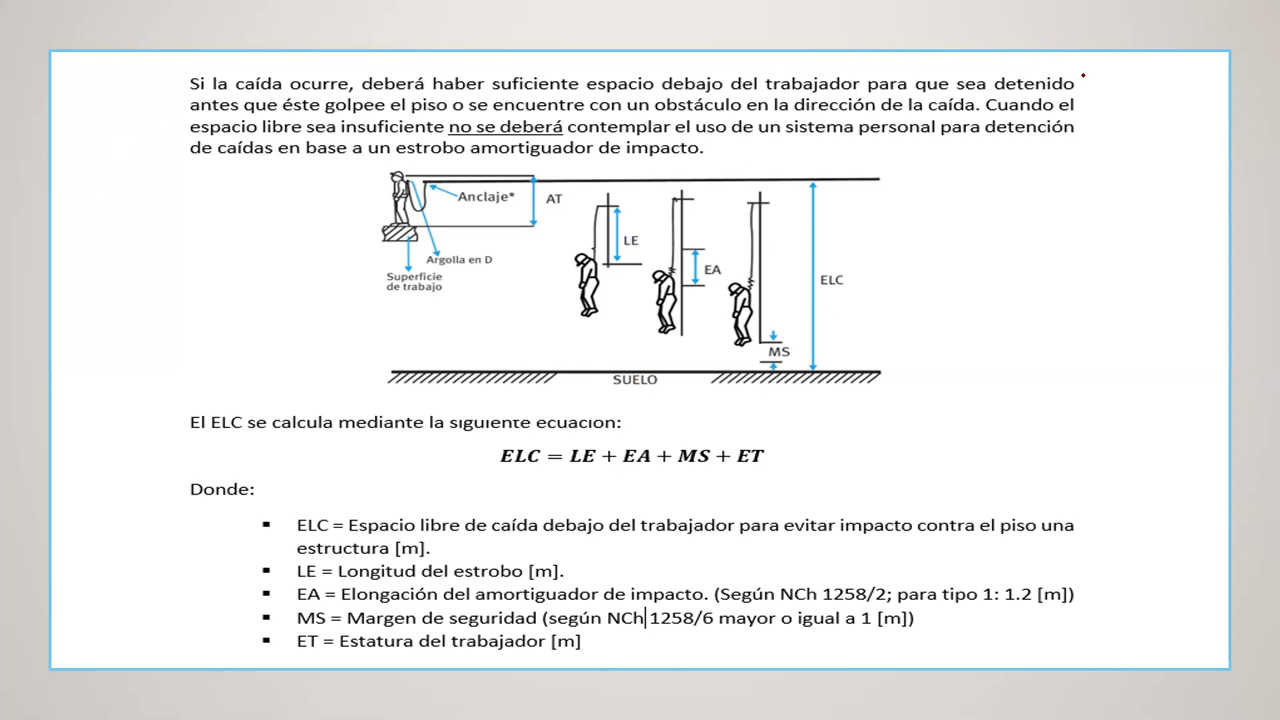 Si la caída ocurre, deberá haber suficiente espacio debajo del trabajador para que sea detenido
antes que éste golpee el piso o se encuentre con un obstáculo en la dirección de la caída. Cuando el
espacio libre sea insuficiente no se deberá contemplar el uso de un sistema personal para detención
de caídas en base a un estrobo amortiguador de impacto.
Anclaje*
AT
LE
EA
Argolla en D
Superficie
de trabajo
ELC
MS
SUELO
El ELC se calcula mediante la siguiente ecuación:
ELC = LE + EA + MS + ET
Donde:
▪ ELC = Espacio libre de caída debajo del trabajador para evitar impacto contra el piso una
estructura [m].
▪ LE = Longitud del estrobo [m].
▪ EA = Elongación del amortiguador de impacto. (Según NCh 1258/2; para tipo 1: 1.2 [m])
▪ MS = Margen de seguridad (según NCh 1258/6 mayor o igual a 1 [m])
▪ ET = Estatura del trabajador [m]